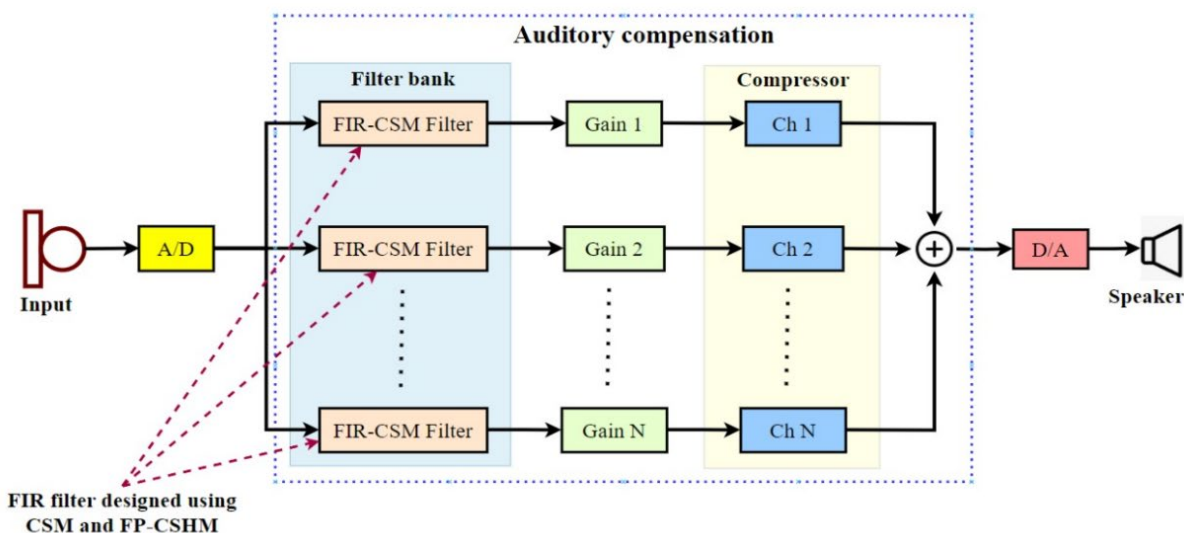 Auditory compensation
Filter bank
Compressor
FIR-CSM Filter
Gain 1
Ch 1
A/D
FIR-CSM Filter
Gain 2
Ch 2
+
D/A
Input
Speaker
FIR-CSM Filter
Gain N
Ch N
FIR filter designed using
CSM and FP-CSHM